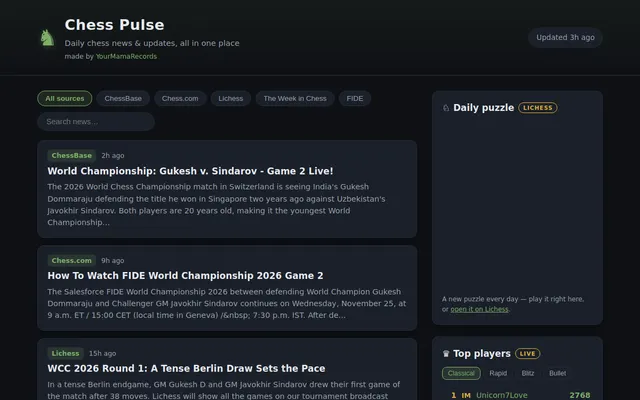 Chess Pulse
Daily chess news & updates, all in one place
made by YourMamaRecords
Updated 3h ago
All sources
ChessBase
Chess.com
Lichess
The Week in Chess
FIDE
Search news...
ChessBase 2h ago
World Championship: Gukesh v. Sindarov - Game 2 Live!
The 2026 World Chess Championship match in Switzerland is seeing India's Gukesh
Dommaraju defending the title he won in Singapore two years ago against Uzbekistan's
Javokhir Sindarov. Both players are 20 years old, making it the youngest World
Championship...
Chess.com 9h ago
How To Watch FIDE World Championship 2026 Game 2
The Salesforce FIDE World Championship 2026 between defending World Champion Gukesh
Dommaraju and Challenger GM Javokhir Sindarov continues on Wednesday, November 25, at
9 a.m. ET / 15:00 CET (local time in Geneva) /&nbsp; 7:30 p.m. IST. After de...
Lichess 15h ago
WCC 2026 Round 1: A Tense Berlin Draw Sets the Pace
In a tense Berlin endgame, GM Gukesh D and GM Javokhir Sindarov drew their first game of
the match after 38 moves. Lichess will show all the games on our tournament broadcast
Daily puzzle LICHESS
A new puzzle every day — play it right here,
or open it on Lichess.
Top players LIVE
Classical
Rapid
Blitz
Bullet
1 IM Unicorn7Love 2768